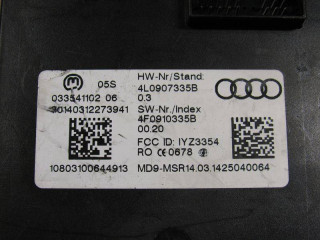 05S
033541102 06
30140312273941
10803100644913
HW-Nr/Stand:
4L0907335B
0.3
SW-Nr./Index
4F0910335B
00.20
FCC ID: IYZ3354
RO CE0678 !
MD9-MSR14.03.1425040064